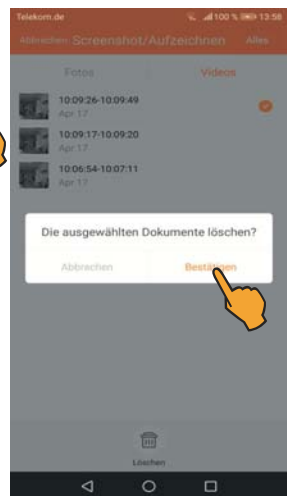 Telekom.de 100 % 13:58
Abbrechen Screenshot/Aufzeichnen Alles
Fotos Videos
10:09:26-10:09:49
Apr 17
10:09:17-10:09:20
Apr 17
10:06:54-10:07:11
Apr 17
Die ausgewählten Dokumente löschen?
Abbrechen Bestätigen
Löschen